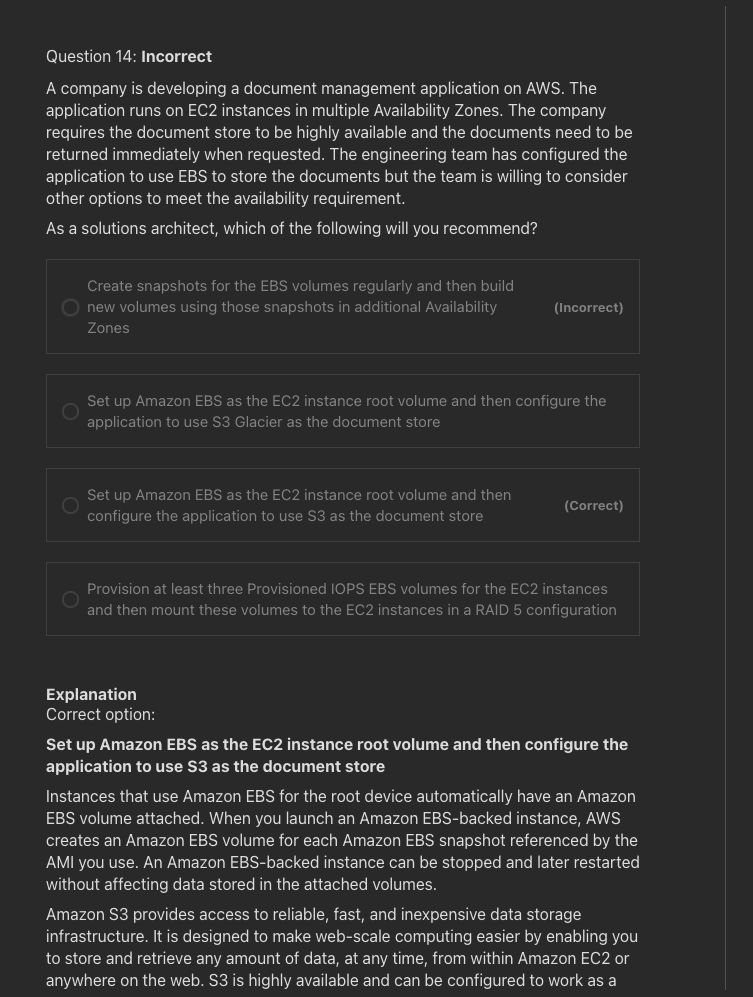 Question 14: Incorrect
A company is developing a document management application on AWS. The
application runs on EC2 instances in multiple Availability Zones. The company
requires the document store to be highly available and the documents need to be
returned immediately when requested. The engineering team has configured the
application to use EBS to store the documents but the team is willing to consider
other options to meet the availability requirement.
As a solutions architect, which of the following will you recommend?
Create snapshots for the EBS volumes regularly and then build
new volumes using those snapshots in additional Availability
Zones
(Incorrect)
Set up Amazon EBS as the EC2 instance root volume and then configure the
application to use S3 Glacier as the document store
Set up Amazon EBS as the EC2 instance root volume and then
configure the application to use S3 as the document store
(Correct)
Provision at least three Provisioned IOPS EBS volumes for the EC2 instances
and then mount these volumes to the EC2 instances in a RAID 5 configuration
Explanation
Correct option:
Set up Amazon EBS as the EC2 instance root volume and then configure the
application to use S3 as the document store
Instances that use Amazon EBS for the root device automatically have an Amazon
EBS volume attached. When you launch an Amazon EBS-backed instance, AWS
creates an Amazon EBS volume for each Amazon EBS snapshot referenced by the
AMI you use. An Amazon EBS-backed instance can be stopped and later restarted
without affecting data stored in the attached volumes.
Amazon S3 provides access to reliable, fast, and inexpensive data storage
infrastructure. It is designed to make web-scale computing easier by enabling you
to store and retrieve any amount of data, at any time, from within Amazon EC2 or
anywhere on the web. S3 is highly available and can be configured to work as a